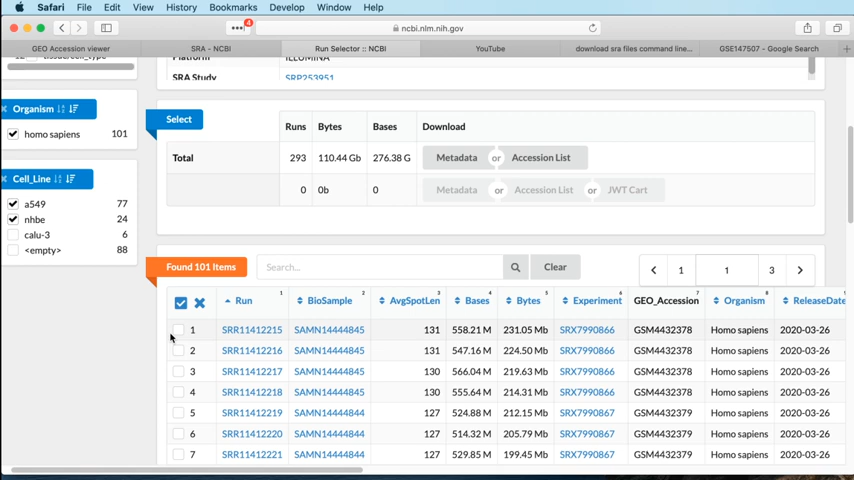 Safari File Edit View History Bookmarks Develop Window Help
4
ncbi.nlm.nih.gov
GEO Accession viewer SRA - NCBI Run Selector :: NCBI YouTube download sra files command line... GSE147507 - Google Search
Platform ILLUMINA
SRA Study SRP253951
Organism
homo sapiens 101
Cell_Line
a549 77
nhbe 24
calu-3 6
<empty> 88
Select
Runs Bytes Bases Download
Total 293 110.44 Gb 276.38 G Metadata or Accession List
0 0b 0 Metadata or Accession List or JWT Cart
Found 101 Items Search... Clear 1 1 3
Run 1 BioSample 2 AvgSpotLen 3 Bases 4 Bytes 5 Experiment 6 GEO_Accession 7 Organism 8 ReleaseDate
1 SRR11412215 SAMN14444845 131 558.21 M 231.05 Mb SRX7990866 GSM4432378 Homo sapiens 2020-03-26
2 SRR11412216 SAMN14444845 131 547.16 M 224.50 Mb SRX7990866 GSM4432378 Homo sapiens 2020-03-26
3 SRR11412217 SAMN14444845 130 566.04 M 219.63 Mb SRX7990866 GSM4432378 Homo sapiens 2020-03-26
4 SRR11412218 SAMN14444845 130 555.64 M 214.31 Mb SRX7990866 GSM4432378 Homo sapiens 2020-03-26
5 SRR11412219 SAMN14444844 127 524.88 M 212.15 Mb SRX7990867 GSM4432379 Homo sapiens 2020-03-26
6 SRR11412220 SAMN14444844 127 514.32 M 205.79 Mb SRX7990867 GSM4432379 Homo sapiens 2020-03-26
7 SRR11412221 SAMN14444844 127 529.85 M 199.45 Mb SRX7990867 GSM4432379 Homo sapiens 2020-03-26